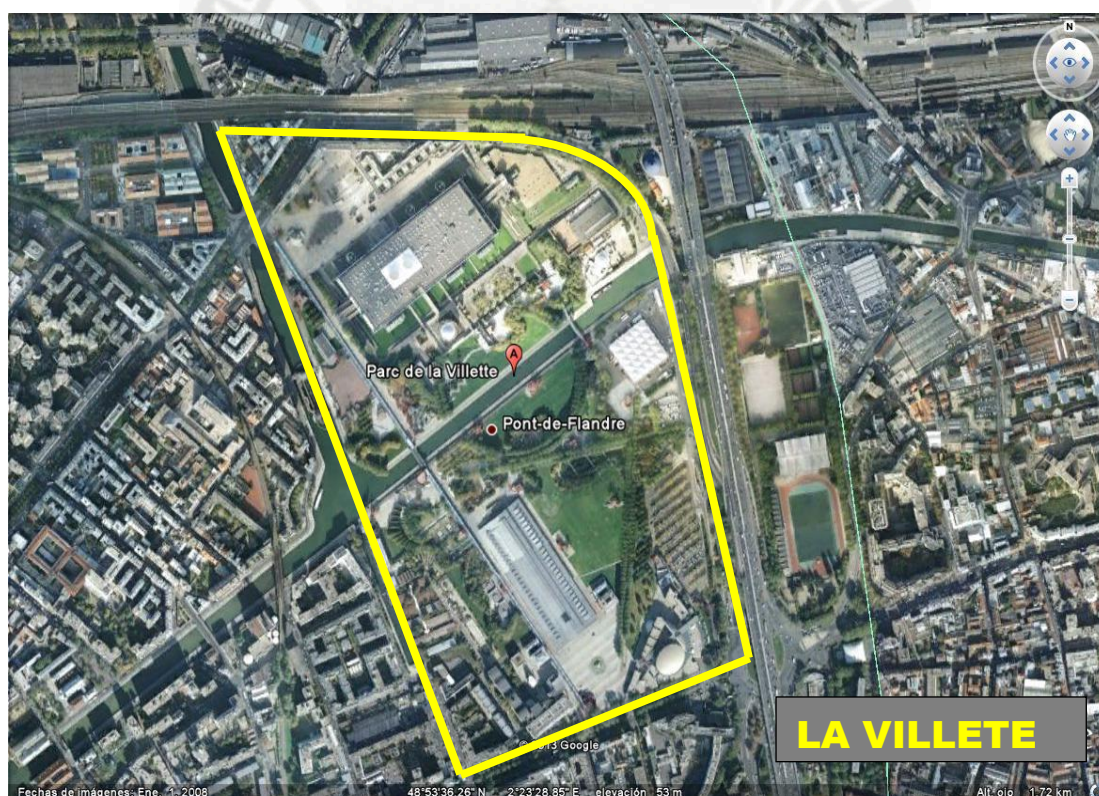 N
Parc de la Villette
A
Pont-de-Flandre
LA VILLETE
© 2013 Google
Fechas de imágenes: Ene 1, 2008 48°53'36.26" N 2°23'28.85" E elevación 53 m Alt. ojo 1.72 km